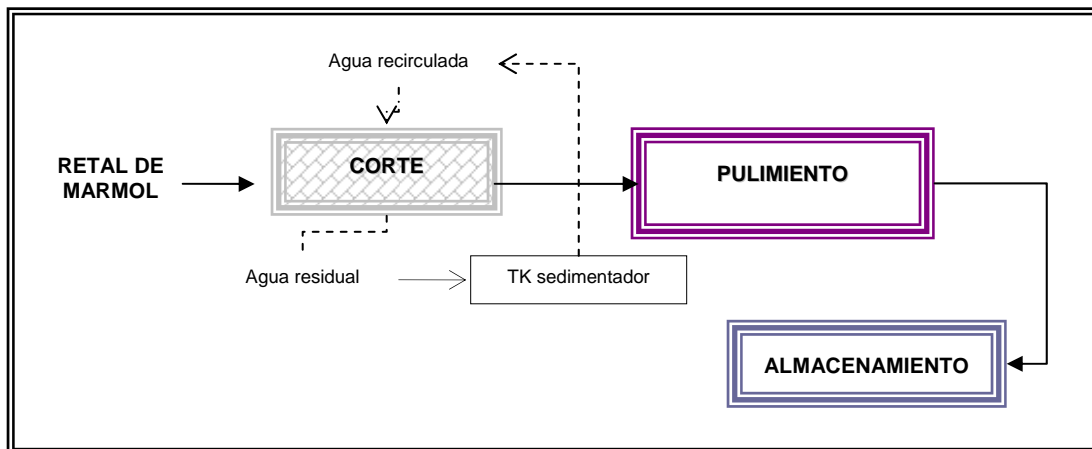 Agua recirculada
RETAL DE
MARMOL
CORTE
PULIMIENTO
Agua residual
TK sedimentador
ALMACENAMIENTO